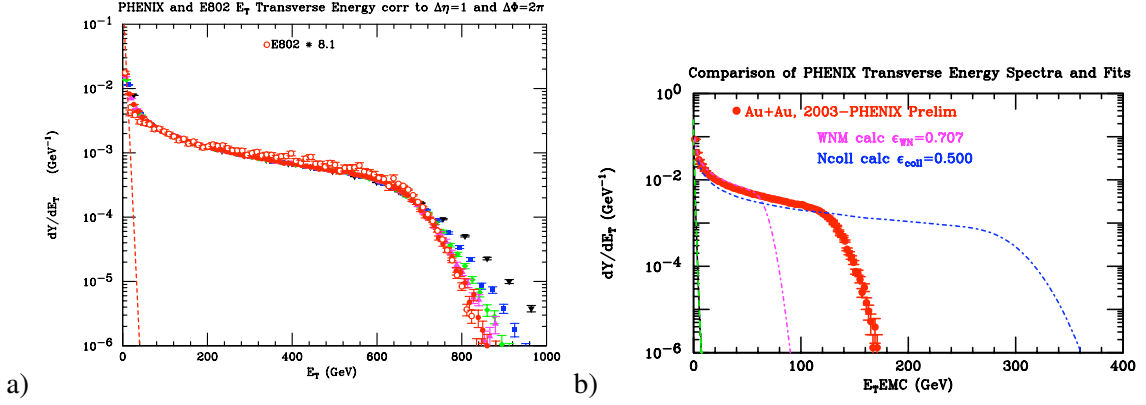 PHENIX and E802 E_T Transverse Energy corr to Δη=1 and ΔΦ=2π
E802 * 8.1
10^-1
10^-2
10^-3
10^-4
10^-5
10^-6
dY/dE_T (GeV^-1)
0 200 400 600 800 1000
E_T (GeV)
a)
Comparison of PHENIX Transverse Energy Spectra and Fits
Au+Au, 2003-PHENIX Prelim
WNM calc ε_WN=0.707
Ncoll calc ε_coll=0.500
10^0
10^-2
10^-4
10^-6
dY/dE_T (GeV^-1)
0 100 200 300 400
E_TEMC (GeV)
b)